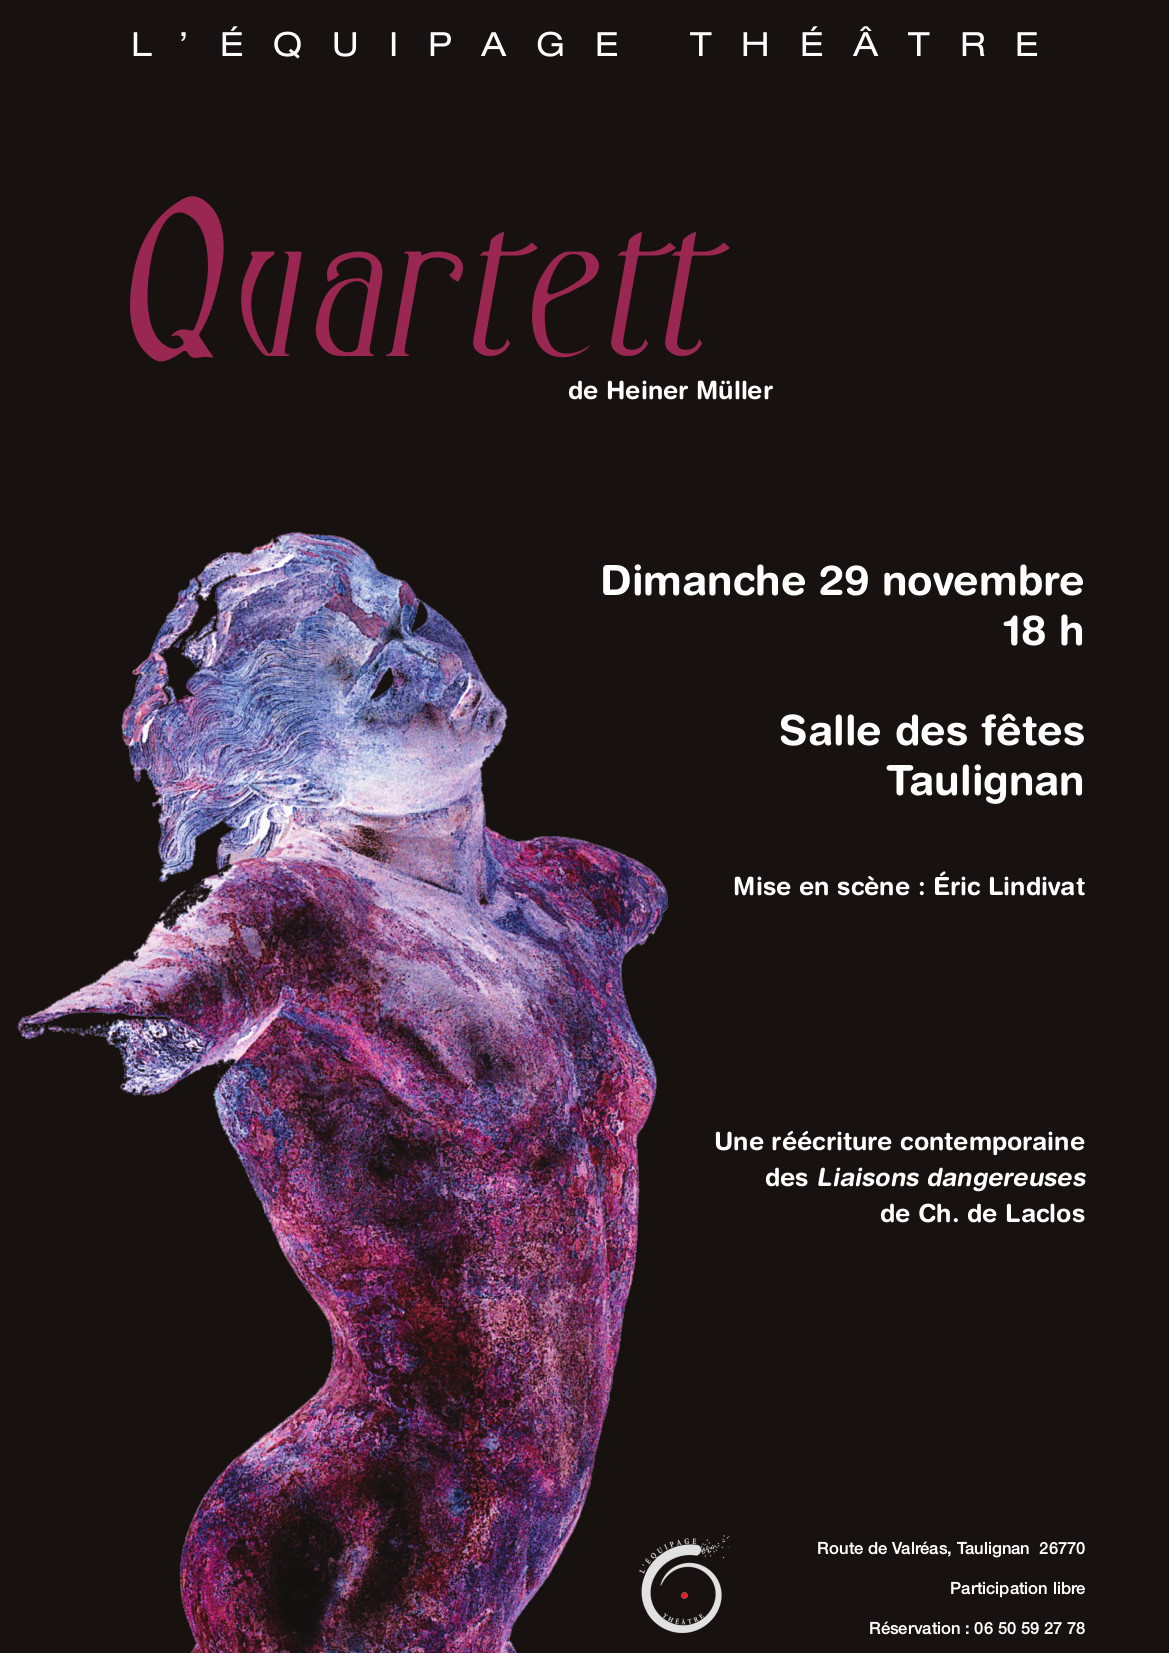 L’ÉQUIPAGE THÉÂTRE
Quartett
de Heiner Müller
Dimanche 29 novembre
18 h
Salle des fêtes
Taulignan
Mise en scène : Éric Lindivat
Une réécriture contemporaine
des Liaisons dangereuses
de Ch. de Laclos
L’ÉQUIPAGE
THÉÂTRE
Route de Valréas, Taulignan 26770
Participation libre
Réservation : 06 50 59 27 78